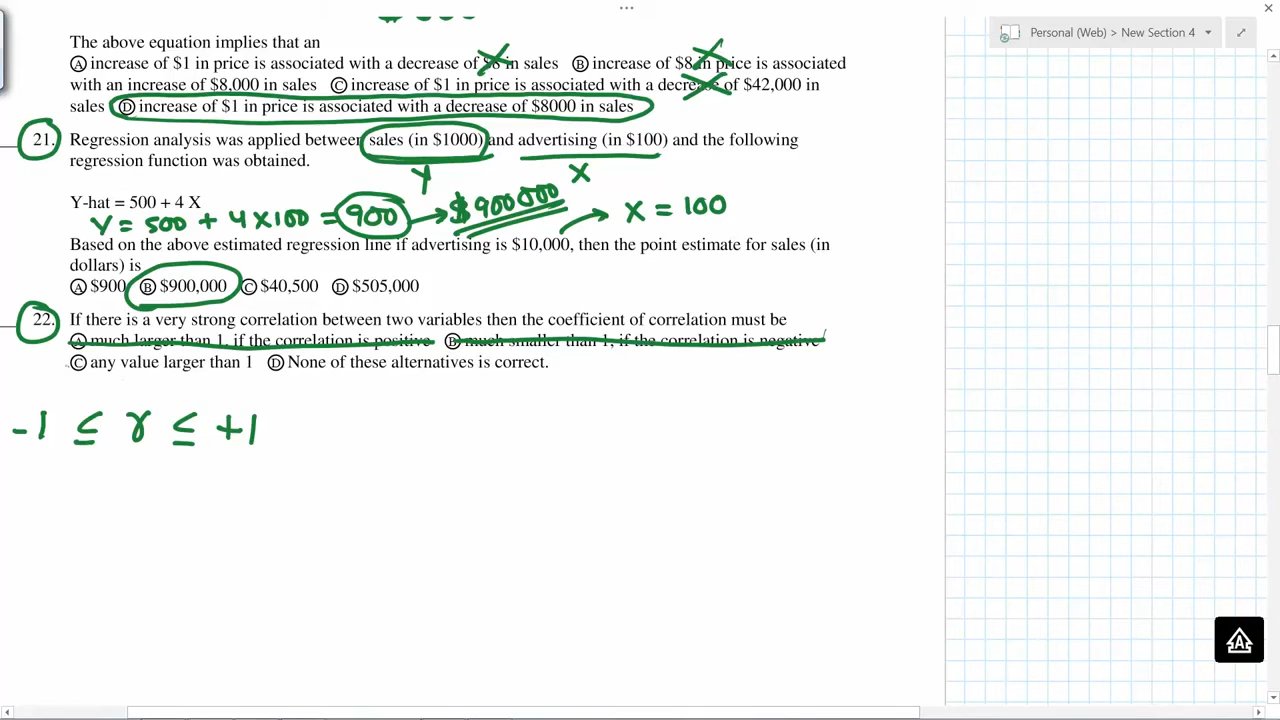 Personal (Web) > New Section 4
The above equation implies that an
Ⓐ increase of $1 in price is associated with a decrease of $8 in sales Ⓑ increase of $8 in price is associated
with an increase of $8,000 in sales Ⓒ increase of $1 in price is associated with a decrease of $42,000 in
sales Ⓓ increase of $1 in price is associated with a decrease of $8000 in sales
21. Regression analysis was applied between sales (in $1000) and advertising (in $100) and the following
regression function was obtained.
Y X
Y-hat = 500 + 4 X
Y = 500 + 4 X 100 = 900 → $900000 X = 100
Based on the above estimated regression line if advertising is $10,000, then the point estimate for sales (in
dollars) is
Ⓐ $900 Ⓑ $900,000 Ⓒ $40,500 Ⓓ $505,000
22. If there is a very strong correlation between two variables then the coefficient of correlation must be
Ⓐ much larger than 1, if the correlation is positive Ⓑ much smaller than 1, if the correlation is negative
Ⓒ any value larger than 1 Ⓓ None of these alternatives is correct.
-1 ≤ r ≤ +1